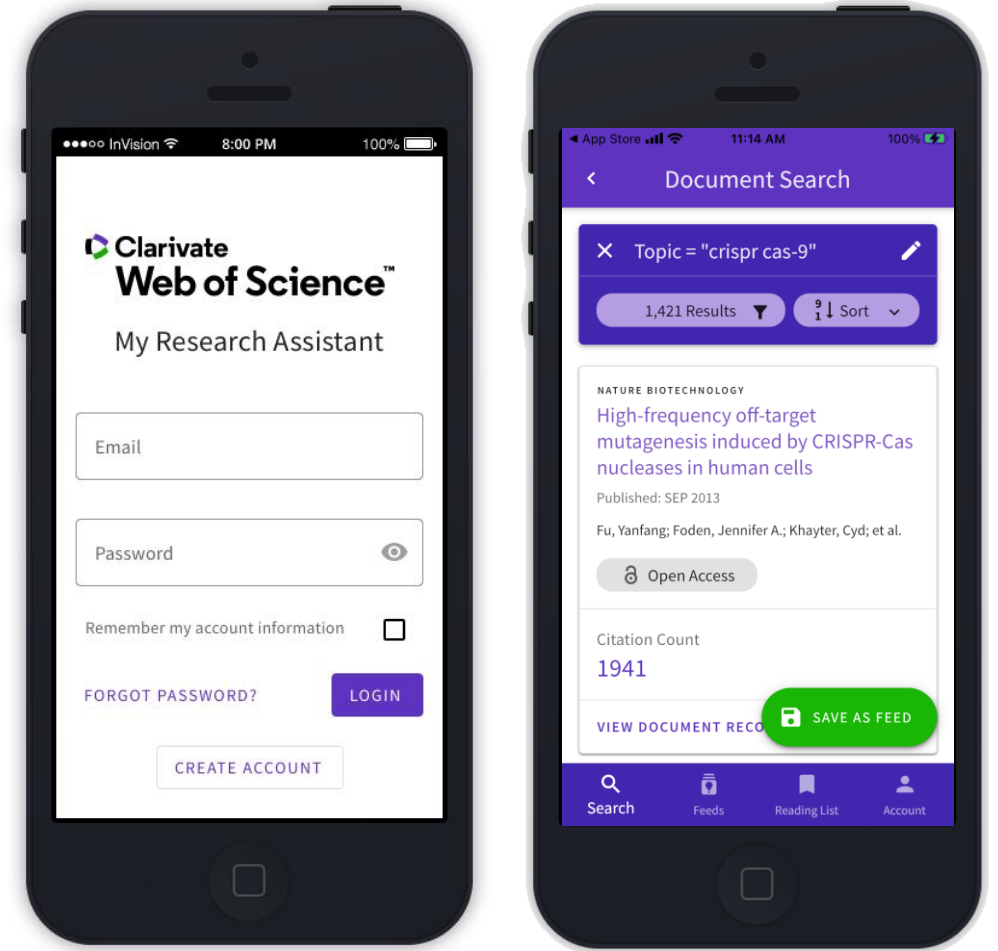 InVision 8:00 PM 100%
Clarivate
Web of Science™
My Research Assistant
Email
Password
Remember my account information
FORGOT PASSWORD? LOGIN
CREATE ACCOUNT
App Store 11:14 AM 100%
Document Search
Topic = "crispr cas-9"
1,421 Results 9 1 Sort
NATURE BIOTECHNOLOGY
High-frequency off-target
mutagenesis induced by CRISPR-Cas
nucleases in human cells
Published: SEP 2013
Fu, Yanfang; Foden, Jennifer A.; Khayter, Cyd; et al.
Open Access
Citation Count
1941
VIEW DOCUMENT RECO SAVE AS FEED
Search Feeds Reading List Account